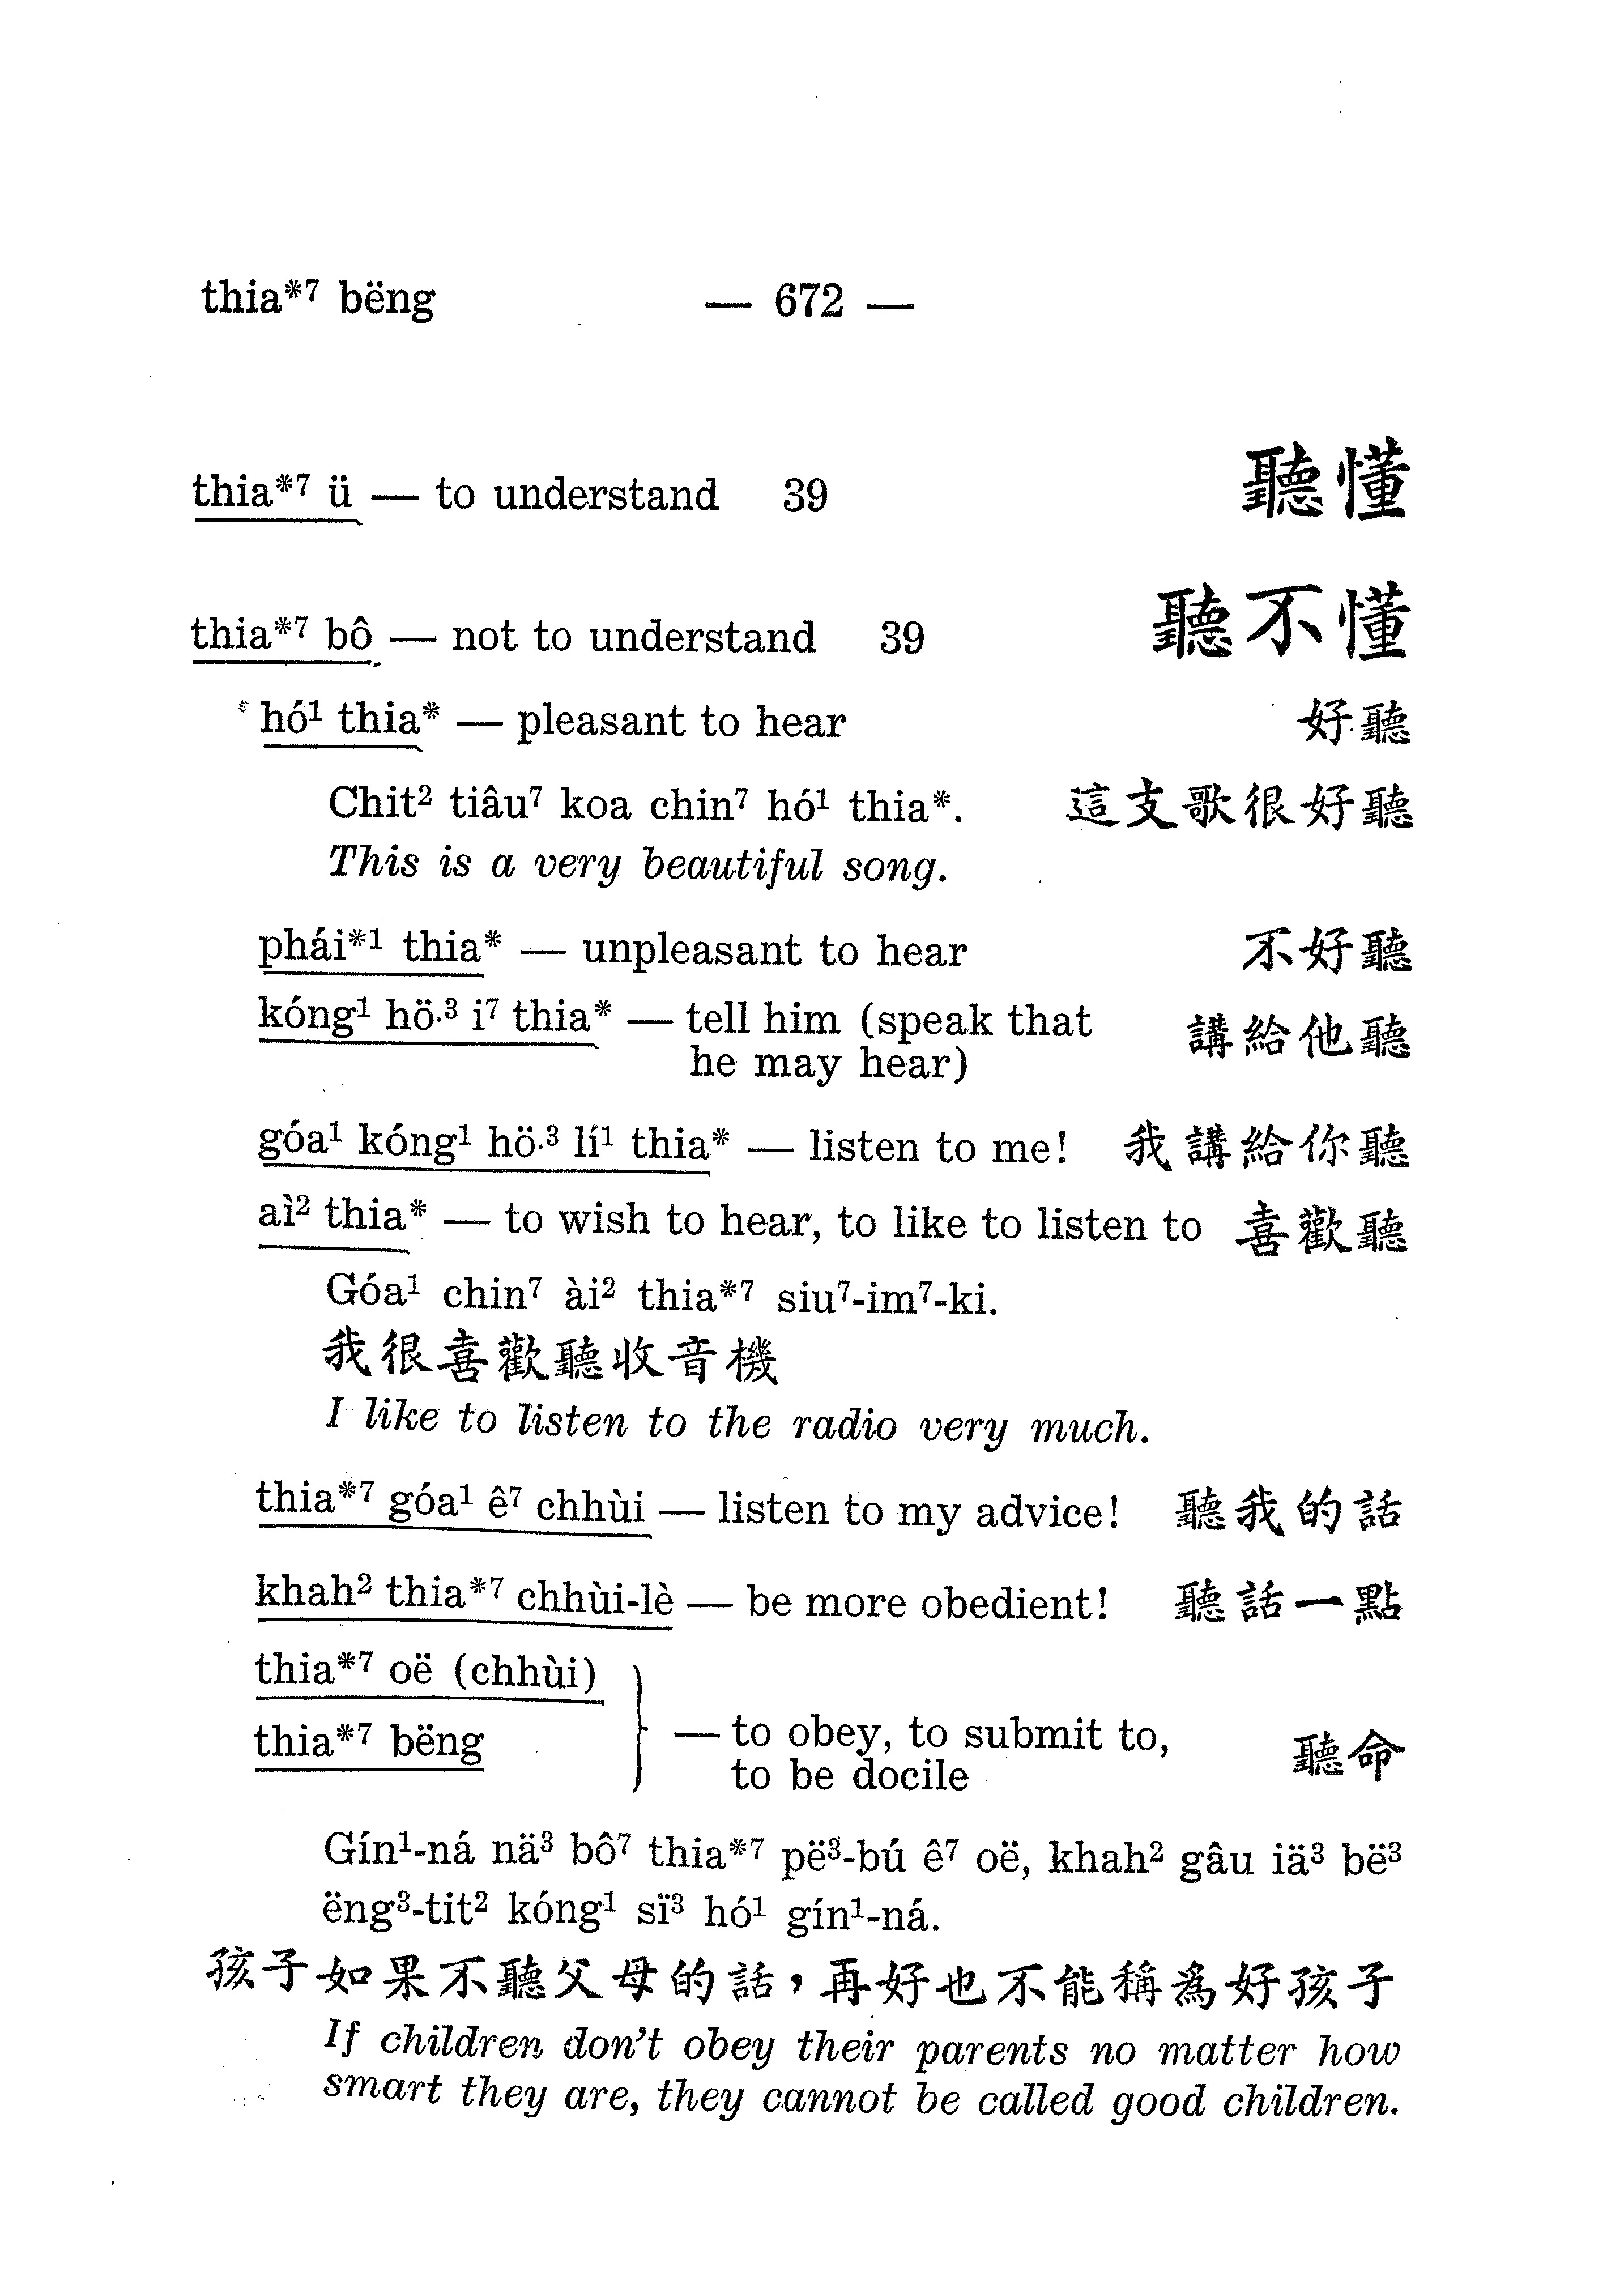 thia*⁷ bëng — 672 —
thia*⁷ ü — to understand 39 聽懂
thia*⁷ bô — not to understand 39 聽不懂
hó¹ thia* — pleasant to hear 好聽
Chit² tiâu⁷ koa chin⁷ hó¹ thia*. 這支歌很好聽
This is a very beautiful song.
phái*¹ thia* — unpleasant to hear 不好聽
kóng¹ hö·³ i⁷ thia* — tell him (speak that
he may hear) 講給他聽
góa¹ kóng¹ hö·³ lí¹ thia* — listen to me! 我講給你聽
aì² thia* — to wish to hear, to like to listen to 喜歡聽
Góa¹ chin⁷ ài² thia*⁷ siu⁷-im⁷-ki.
我很喜歡聽收音機
I like to listen to the radio very much.
thia*⁷ góa¹ ê⁷ chhùi — listen to my advice! 聽我的話
khah² thia*⁷ chhùi-lè — be more obedient! 聽話一點
thia*⁷ oë (chhùi)
thia*⁷ bëng — to obey, to submit to,
to be docile 聽命
Gín¹-ná nä³ bô⁷ thia*⁷ pë³-bú ê⁷ oë, khah² gâu iä³ bë³
ëng³-tit² kóng¹ sï³ hó¹ gín¹-ná.
孩子如果不聽父母的話，再好也不能稱為好孩子
If children don't obey their parents no matter how
smart they are, they cannot be called good children.